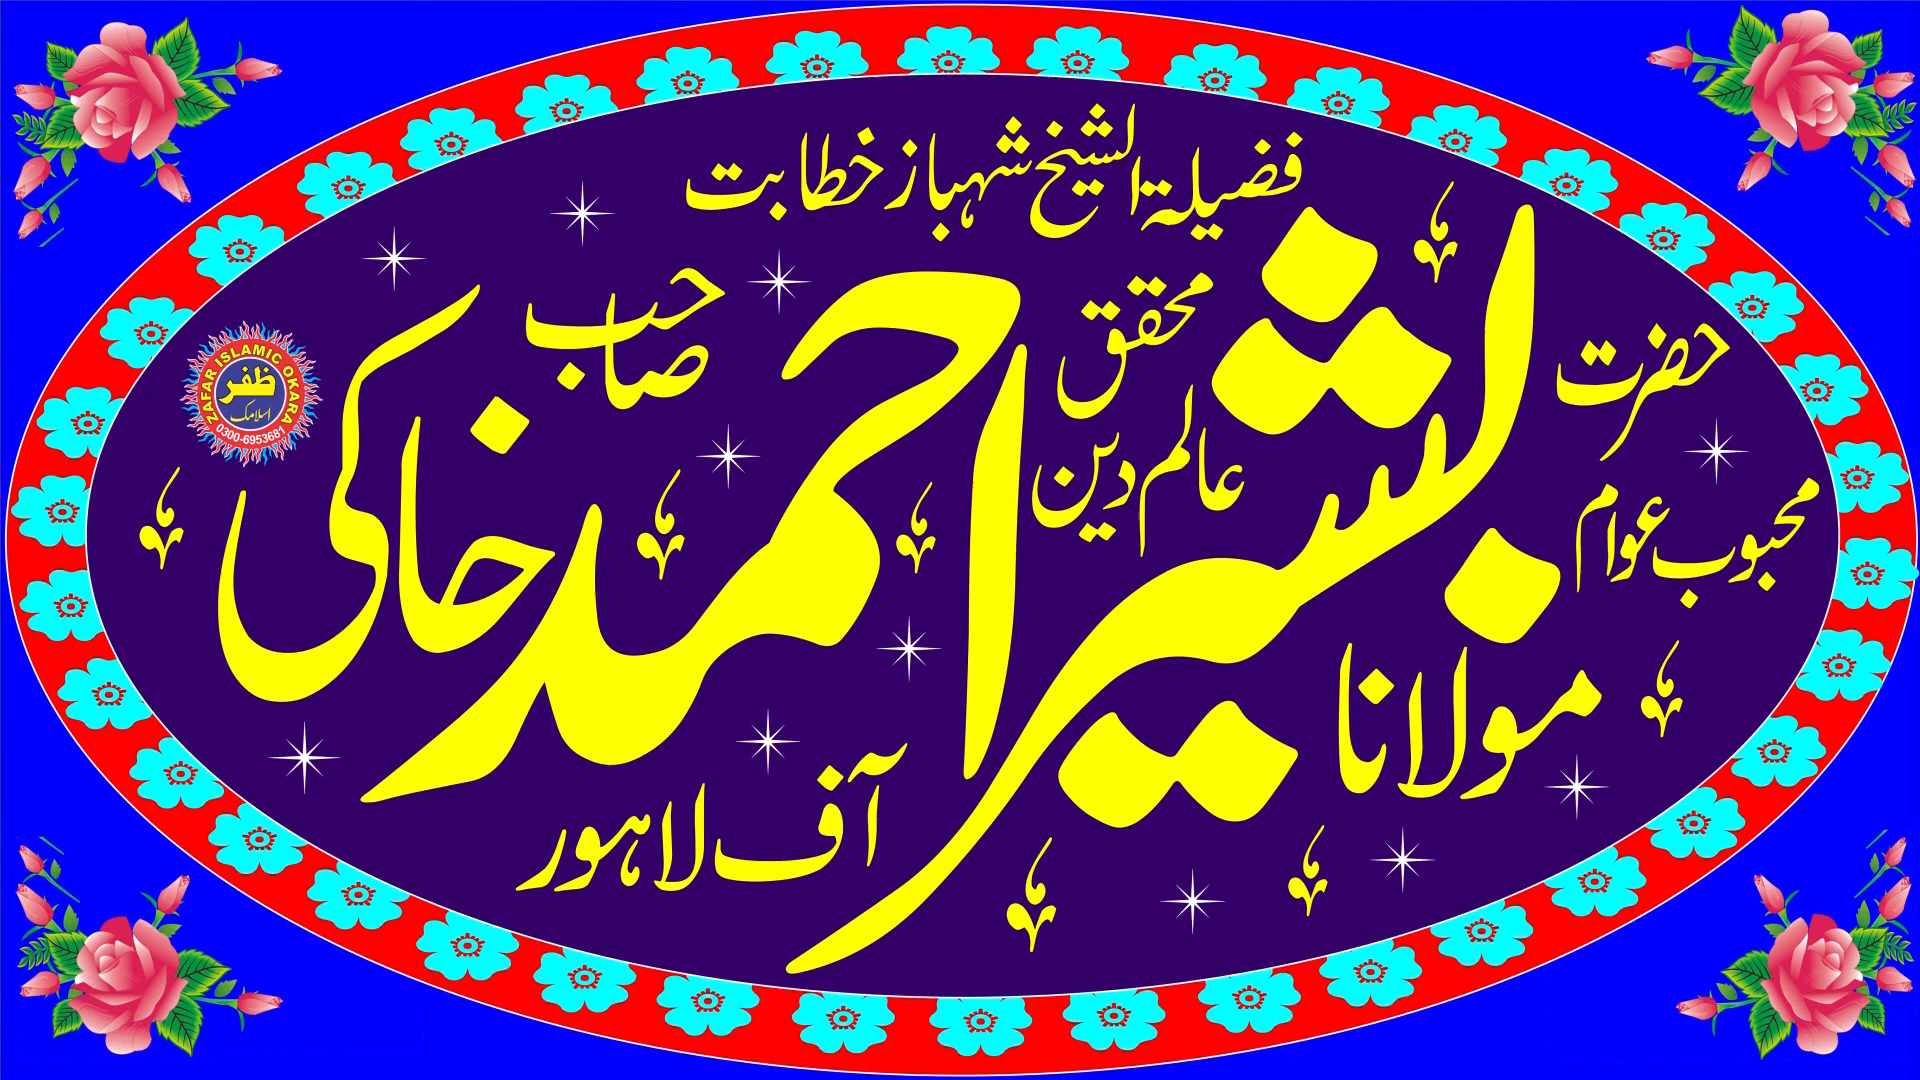 فضیلۃ الشیخ شہباز خطابت
حضرت
محبوب عوام
مولانا
محقق
عالم دین
بشیر احمد خاکی
صاحب
آف لاہور
ZAFAR ISLAMIC OKARA
ظفر
اسلامک
0300-6953681